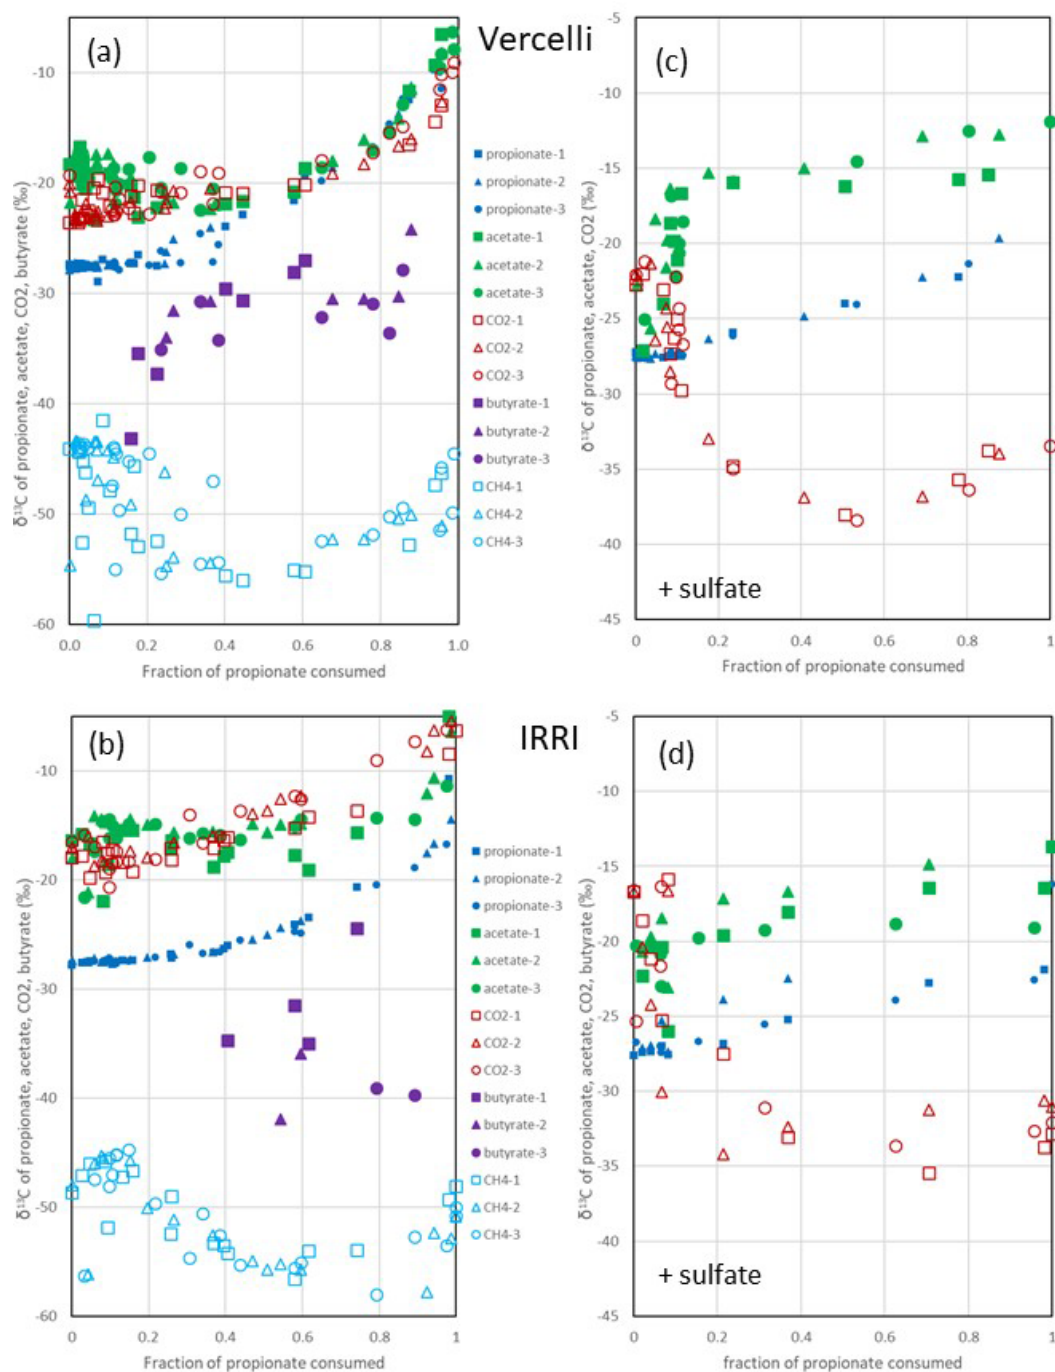 (a)
Vercelli
δ¹³C of propionate, acetate, CO2, butyrate (‰)
-10
-20
-30
-40
-50
-60
0.0 0.2 0.4 0.6 0.8 1.0
Fraction of propionate consumed
propionate-1
propionate-2
propionate-3
acetate-1
acetate-2
acetate-3
CO2-1
CO2-2
CO2-3
butyrate-1
butyrate-2
butyrate-3
CH4-1
CH4-2
CH4-3
(c)
δ¹³C of propionate, acetate, CO2 (‰)
-5
-10
-15
-20
-25
-30
-35
-40
-45
+ sulfate
0 0.2 0.4 0.6 0.8 1
Fraction of propionate consumed
(b)
IRRI
δ¹³C of propionate, acetate, CO2, butyrate (‰)
-10
-20
-30
-40
-50
-60
0 0.2 0.4 0.6 0.8 1
Fraction of propionate consumed
propionate-1
propionate-2
propionate-3
acetate-1
acetate-2
acetate-3
CO2-1
CO2-2
CO2-3
butyrate-1
butyrate-2
butyrate-3
CH4-1
CH4-2
CH4-3
(d)
δ¹³C of propionate, acetate, CO2, butyrate (‰)
-5
-10
-15
-20
-25
-30
-35
-40
-45
+ sulfate
0 0.2 0.4 0.6 0.8 1
fraction of propionate consumed